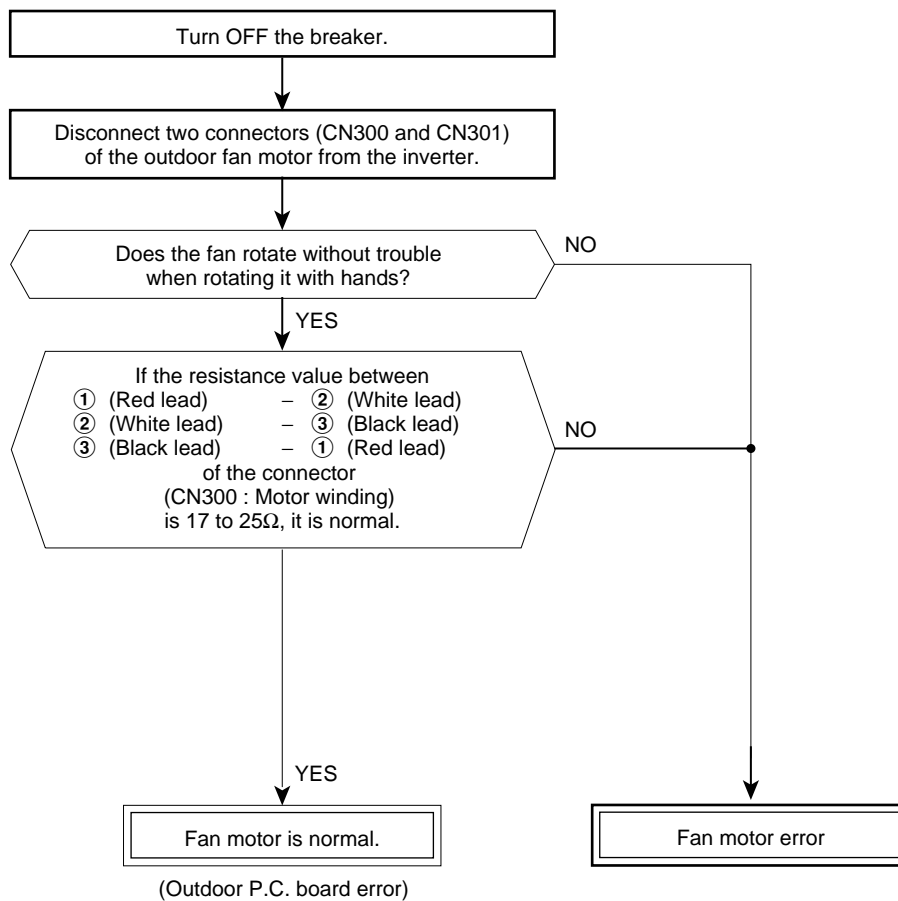 Turn OFF the breaker.
Disconnect two connectors (CN300 and CN301)
of the outdoor fan motor from the inverter.
Does the fan rotate without trouble
when rotating it with hands?
NO
YES
If the resistance value between
① (Red lead) – ② (White lead)
② (White lead) – ③ (Black lead)
③ (Black lead) – ① (Red lead)
of the connector
(CN300 : Motor winding)
is 17 to 25Ω, it is normal.
NO
YES
Fan motor is normal.
Fan motor error
(Outdoor P.C. board error)